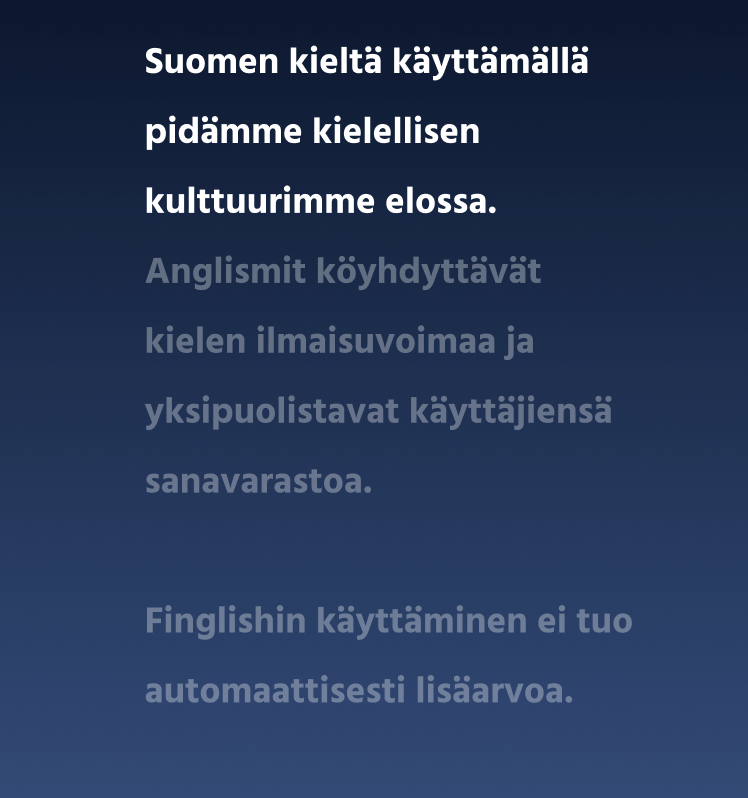 Suomen kieltä käyttämällä
pidämme kielellisen
kulttuurimme elossa.
Anglismit köyhdyttävät
kielen ilmaisuvoimaa ja
yksipuolistavat käyttäjiensä
sanavarastoa.
Finglishin käyttäminen ei tuo
automaattisesti lisäarvoa.